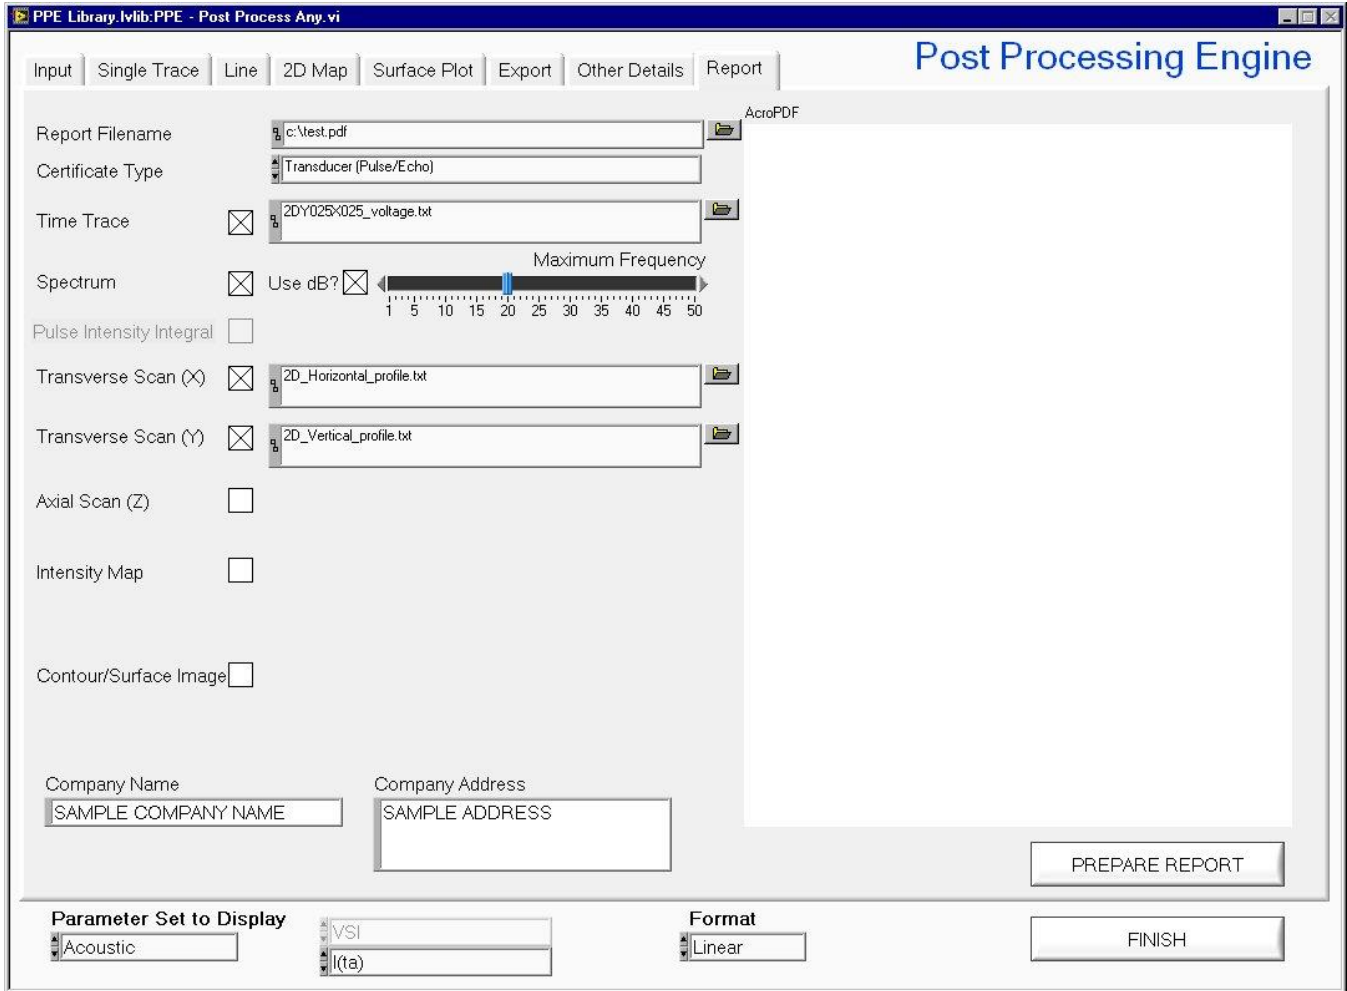 PPE Library.lvlib:PPE - Post Process Any.vi
Post Processing Engine
Input Single Trace Line 2D Map Surface Plot Export Other Details Report
AcroPDF
Report Filename c:\test.pdf
Certificate Type Transducer (Pulse/Echo)
Time Trace 2DY025X025_voltage.txt
Maximum Frequency
Spectrum Use dB?
1 5 10 15 20 25 30 35 40 45 50
Pulse Intensity Integral
Transverse Scan (X) 2D_Horizontal_profile.txt
Transverse Scan (Y) 2D_Vertical_profile.txt
Axial Scan (Z)
Intensity Map
Contour/Surface Image
Company Name Company Address
SAMPLE COMPANY NAME SAMPLE ADDRESS
PREPARE REPORT
Parameter Set to Display Format
VSI
Acoustic Linear FINISH
I(ta)